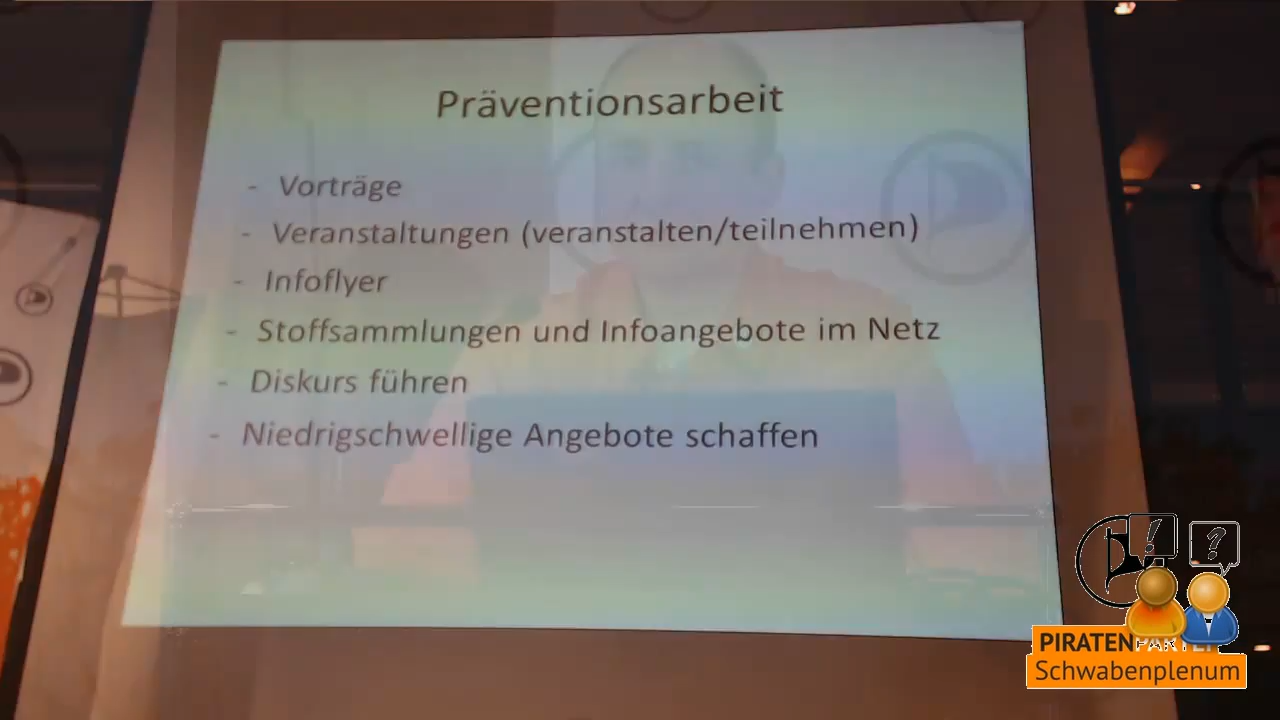 Präventionsarbeit
- Vorträge
- Veranstaltungen (veranstalten/teilnehmen)
- Infoflyer
- Stoffsammlungen und Infoangebote im Netz
- Diskurs führen
- Niedrigschwellige Angebote schaffen
! ?
PIRATENPARTEI
Schwabenplenum